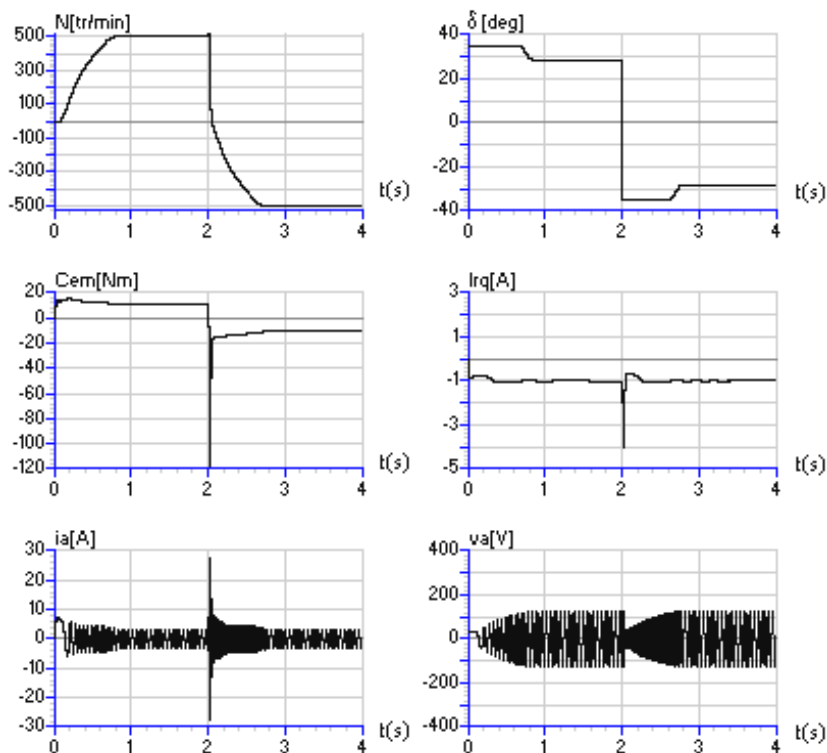 N[tr/min]
500
300
100
-100
-300
-500
0 1 2 3 4
t(s)
δ [deg]
40
20
0
-20
-40
0 1 2 3 4
t(s)
Cem[Nm]
20
0
-20
-40
-60
-80
-100
-120
0 1 2 3 4
t(s)
Irq[A]
3
1
-1
-3
-5
0 1 2 3 4
t(s)
ia[A]
30
20
10
0
-10
-20
-30
0 1 2 3 4
t(s)
va[V]
400
200
0
-200
-400
0 1 2 3 4
t(s)